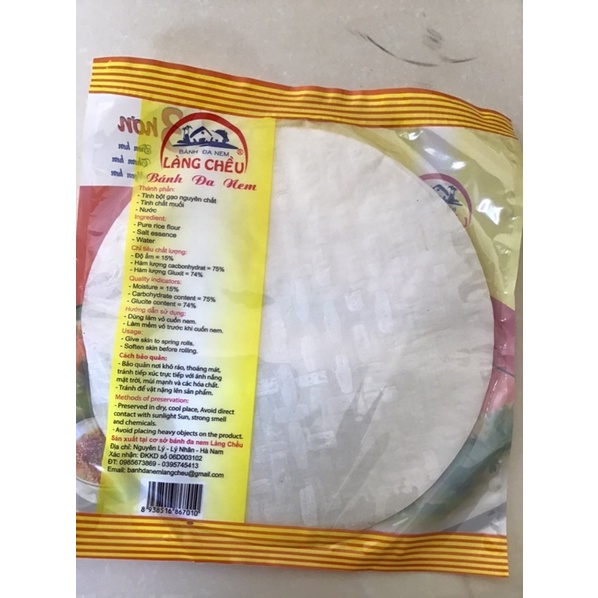 hơn
BÁNH ĐA NEM
LÀNG CHỀU
Bánh Đa Nem
Thành phần:
- Tinh bột gạo nguyên chất
- Tinh chất muối
- Nước
Ingredient:
- Pure rice flour
- Salt essence
- Water
Chỉ tiêu chất lượng:
- Độ ẩm = 15%
- Hàm lượng cacbonhydrat = 75%
- Hàm lượng Gluxit = 74%
Quality indicators:
- Moisture = 15%
- Carbohydrate content = 75%
- Glucite content = 74%
Hướng dẫn sử dụng:
- Dùng làm vỏ cuốn nem.
- Làm mềm vỏ trước khi cuốn nem.
Usage:
- Give skin to spring rolls.
- Soften skin before rolling.
Cách bảo quản:
- Bảo quản nơi khô ráo, thoáng mát,
tránh tiếp xúc trực tiếp với ánh nắng
mặt trời, mùi mạnh và các hóa chất.
- Tránh để vật nặng lên sản phẩm.
Methods of preservation:
- Preserved in dry, cool place, Avoid direct
contact with sunlight Sun, strong smell
and chemicals.
- Avoid placing heavy objects on the product.
Sản xuất tại cơ sở bánh đa nem Làng Chều
Địa chỉ: Nguyên Lý - Lý Nhân - Hà Nam
Xác nhận: ĐKKD số 06D003102
ĐT: 0985673869 - 0395745413
Email: banhdanemlangcheu@gmail.com
8 938516 867010